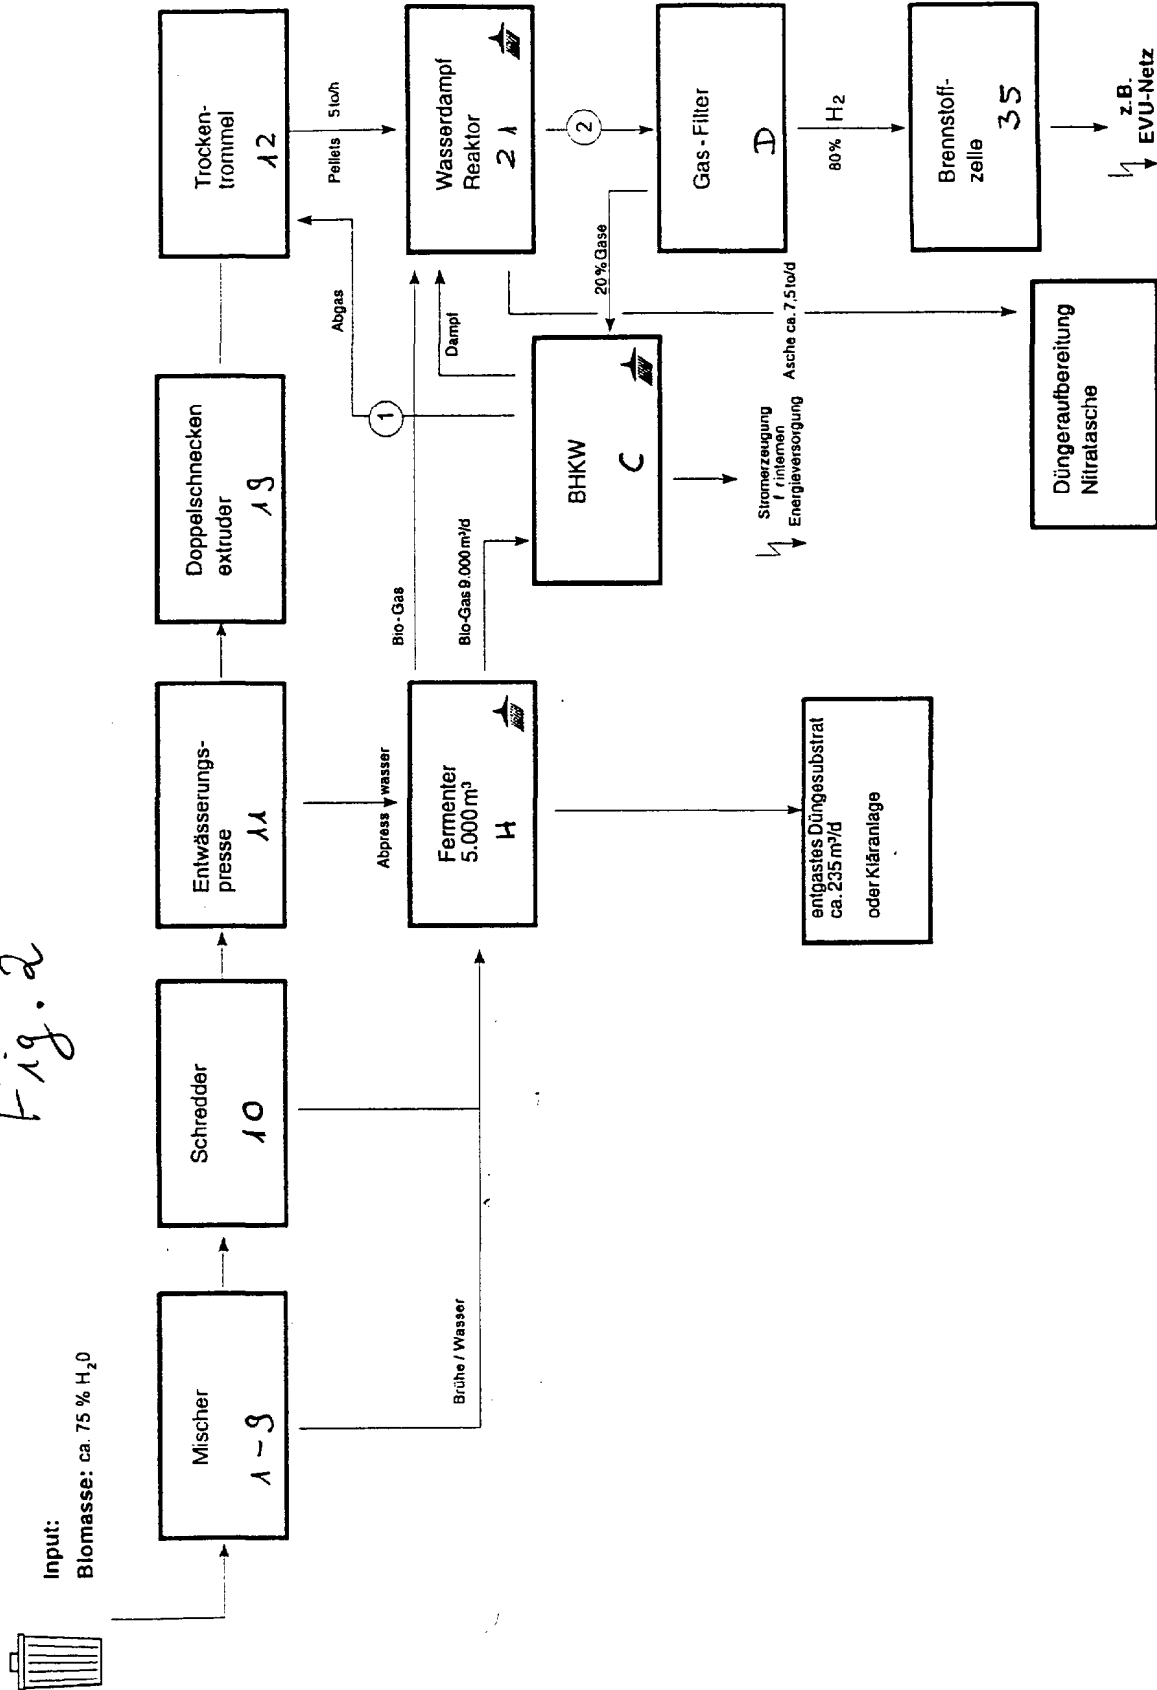 Fig. 2
Input:
Biomasse: ca. 75 % H₂O
Mischer
1-9
Schredder
10
Entwässerungs-
presse
11
Doppelschnecken
extruder
19
Trocken-
trommel
12
Brühe / Wasser
Abpress wasser
Fermenter
5.000 m³
H
Bio-Gas
Bio-Gas 9.000 m³/d
Abgas
1
Dampf
Pellets 5 to/h
Wasserdampf
Reaktor
21
2
BHKW
C
20% Gase
Gas-Filter
D
80% H2
Brennstoff-
zelle
35
z.B.
EVU-Netz
Stromerzeugung
f rinternen
Energieversorgung
Asche ca. 7,5 to/d
Düngeraufbereitung
Nitratasche
entgastes Düngesubstrat
ca. 235 m³/d
oder Kläranlage